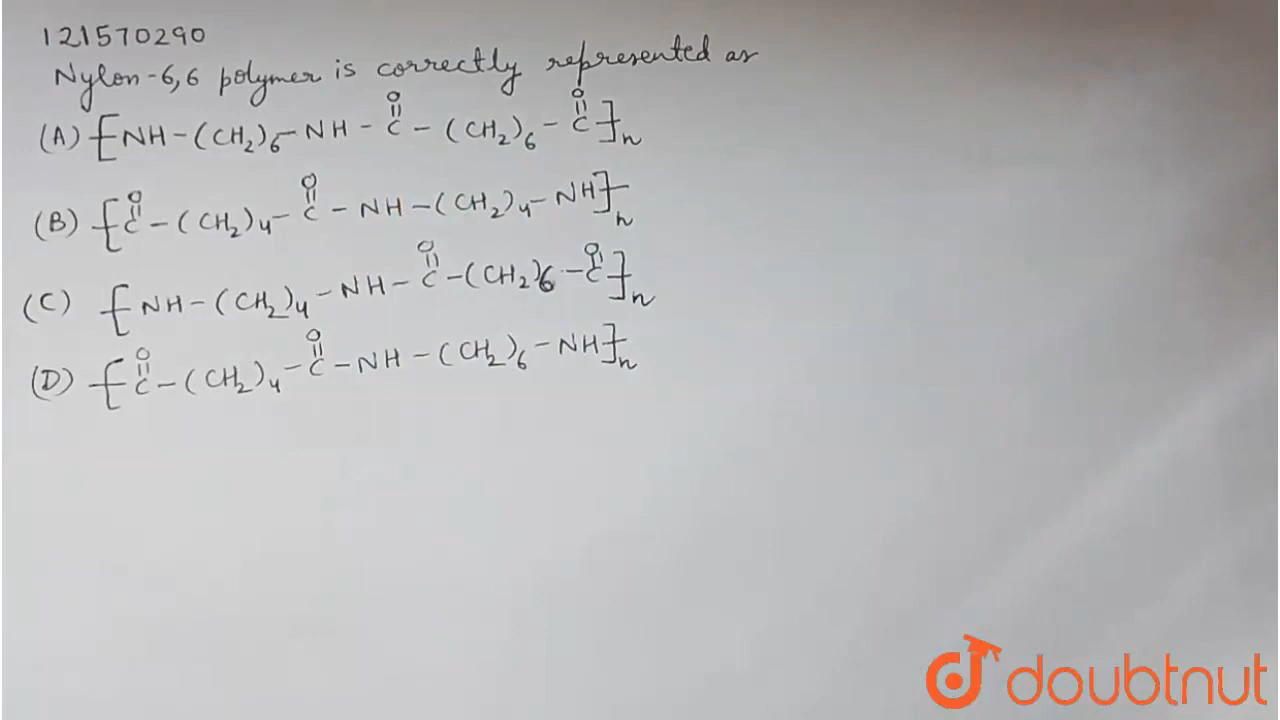 121570290
Nylon-6,6 polymer is correctly represented as
(A) [NH-(CH₂)₆-NH-C(=O)-(CH₂)₆-C(=O)]ₙ
(B) [C(=O)-(CH₂)₄-C(=O)-NH-(CH₂)₄-NH]ₙ
(C) [NH-(CH₂)₄-NH-C(=O)-(CH₂)6-C(=O)]ₙ
(D) [C(=O)-(CH₂)₄-C(=O)-NH-(CH₂)₆-NH]ₙ
doubtnut